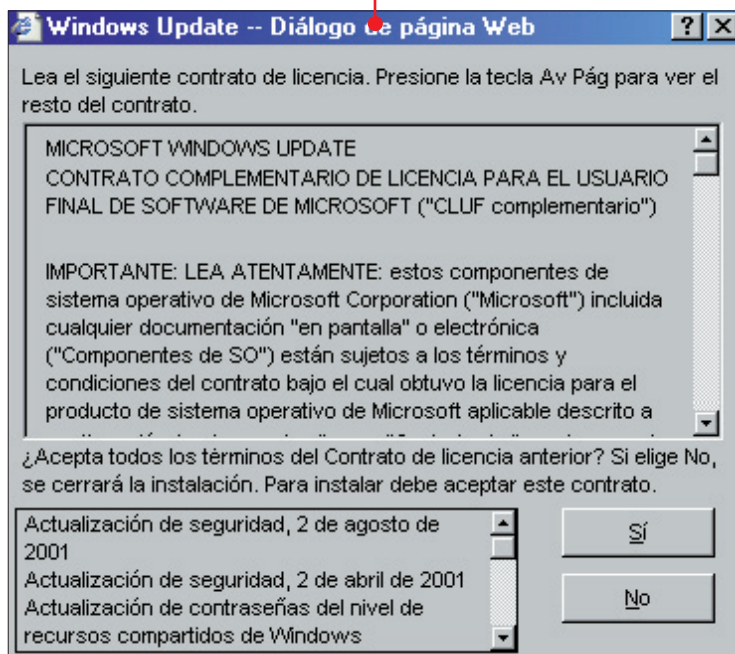 Windows Update -- Diálogo de página Web
Lea el siguiente contrato de licencia. Presione la tecla Av Pág para ver el
resto del contrato.
MICROSOFT WINDOWS UPDATE
CONTRATO COMPLEMENTARIO DE LICENCIA PARA EL USUARIO
FINAL DE SOFTWARE DE MICROSOFT ("CLUF complementario")
IMPORTANTE: LEA ATENTAMENTE: estos componentes de
sistema operativo de Microsoft Corporation ("Microsoft") incluida
cualquier documentación "en pantalla" o electrónica
("Componentes de SO") están sujetos a los términos y
condiciones del contrato bajo el cual obtuvo la licencia para el
producto de sistema operativo de Microsoft aplicable descrito a
¿Acepta todos los términos del Contrato de licencia anterior? Si elige No,
se cerrará la instalación. Para instalar debe aceptar este contrato.
Actualización de seguridad, 2 de agosto de
2001
Actualización de seguridad, 2 de abril de 2001
Actualización de contraseñas del nivel de
recursos compartidos de Windows
Sí
No